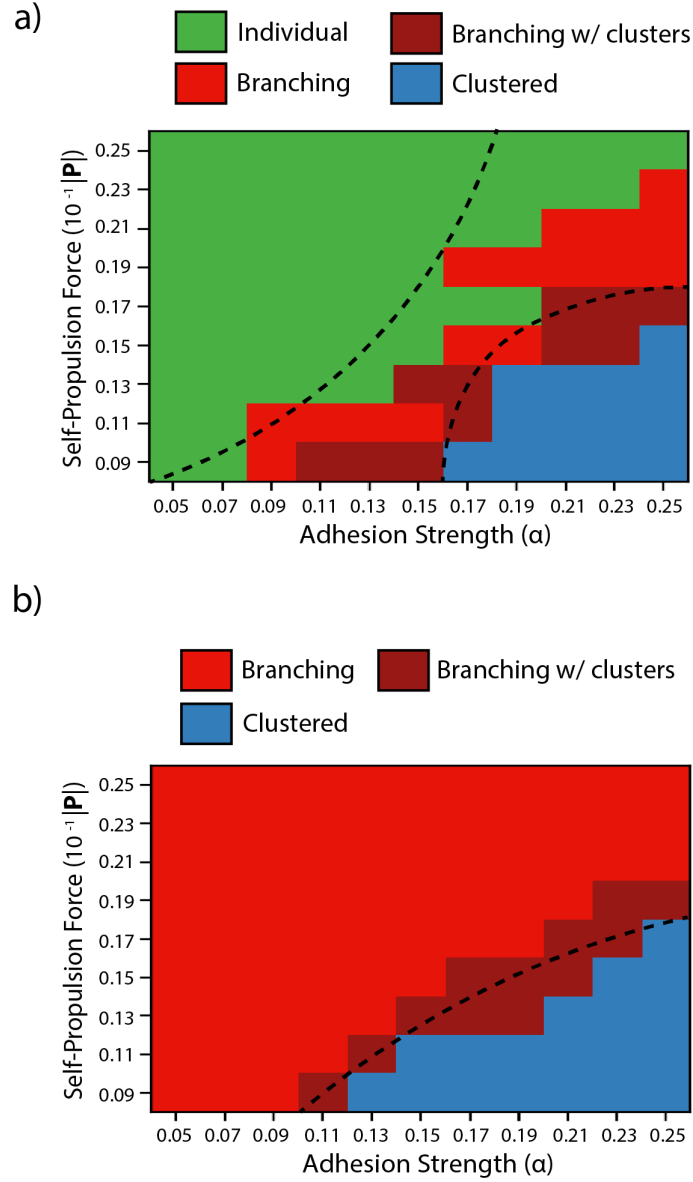 a)
Individual
Branching w/ clusters
Branching
Clustered
Self-Propulsion Force (10⁻¹ |P|)
0.25
0.23
0.21
0.19
0.17
0.15
0.13
0.11
0.09
0.05 0.07 0.09 0.11 0.13 0.15 0.17 0.19 0.21 0.23 0.25
Adhesion Strength (α)
b)
Branching
Branching w/ clusters
Clustered
Self-Propulsion Force (10⁻¹ |P|)
0.25
0.23
0.21
0.19
0.17
0.15
0.13
0.11
0.09
0.05 0.07 0.09 0.11 0.13 0.15 0.17 0.19 0.21 0.23 0.25
Adhesion Strength (α)